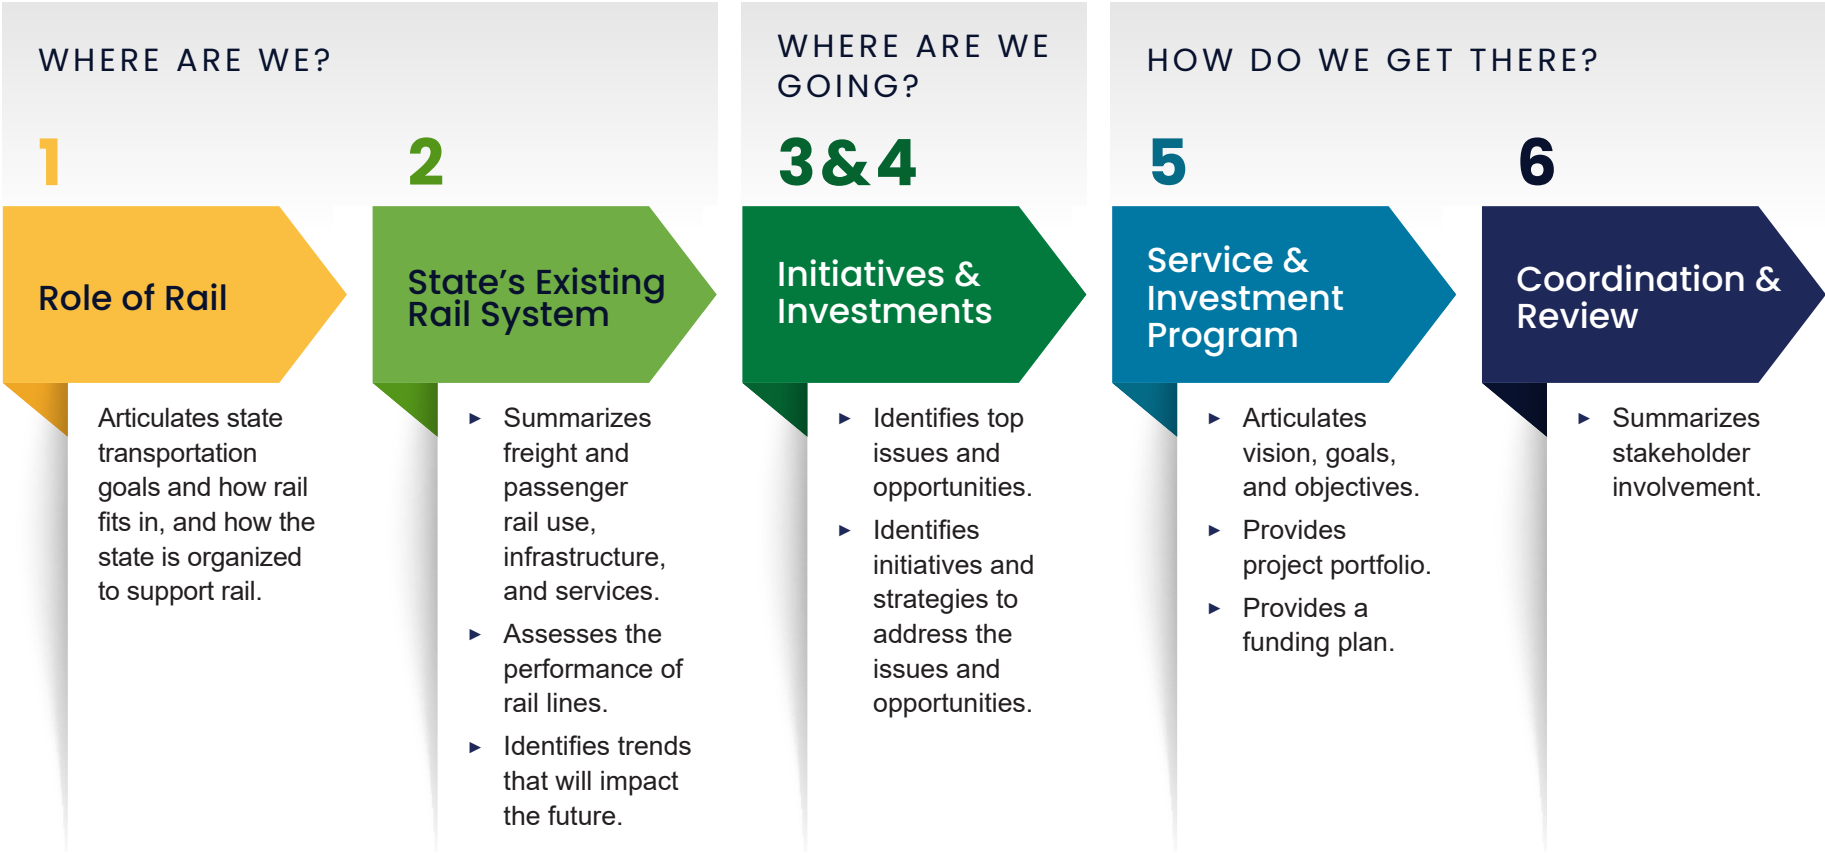 WHERE ARE WE?
1
Role of Rail
Articulates state
transportation
goals and how rail
fits in, and how the
state is organized
to support rail.
2
State’s Existing
Rail System
► Summarizes
freight and
passenger
rail use,
infrastructure,
and services.
► Assesses the
performance of
rail lines.
► Identifies trends
that will impact
the future.
WHERE ARE WE
GOING?
3&4
Initiatives &
Investments
► Identifies top
issues and
opportunities.
► Identifies
initiatives and
strategies to
address the
issues and
opportunities.
HOW DO WE GET THERE?
5
Service &
Investment
Program
► Articulates
vision, goals,
and objectives.
► Provides
project portfolio.
► Provides a
funding plan.
6
Coordination &
Review
► Summarizes
stakeholder
involvement.